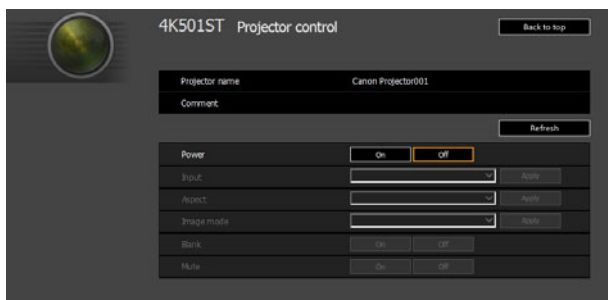 4K501ST Projector control
Back to top
Projector name Canon Projector001
Comment
Refresh
Power On Off
Input Apply
Aspect Apply
Image mode Apply
Blank On Off
Mute On Off